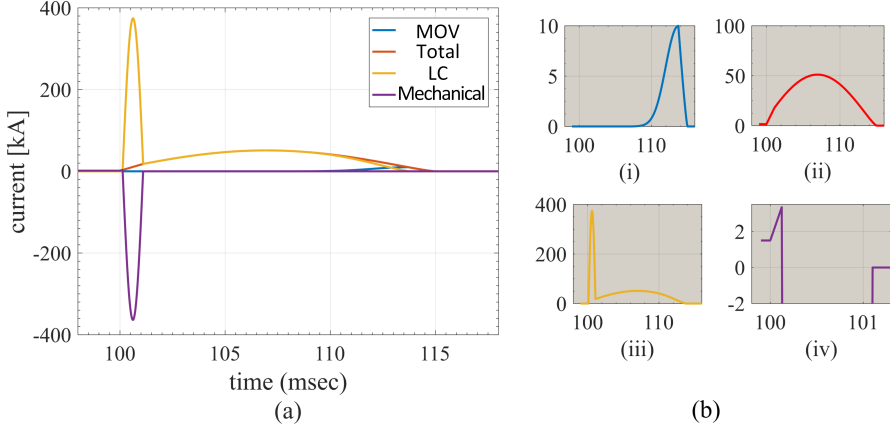 400
200
0
-200
-400
current [kA]
100
105
110
115
time (msec)
MOV
Total
LC
Mechanical
(a)
10
5
0
100
110
(i)
100
50
0
100
110
(ii)
400
200
0
100
110
(iii)
2
0
-2
100
101
(iv)
(b)